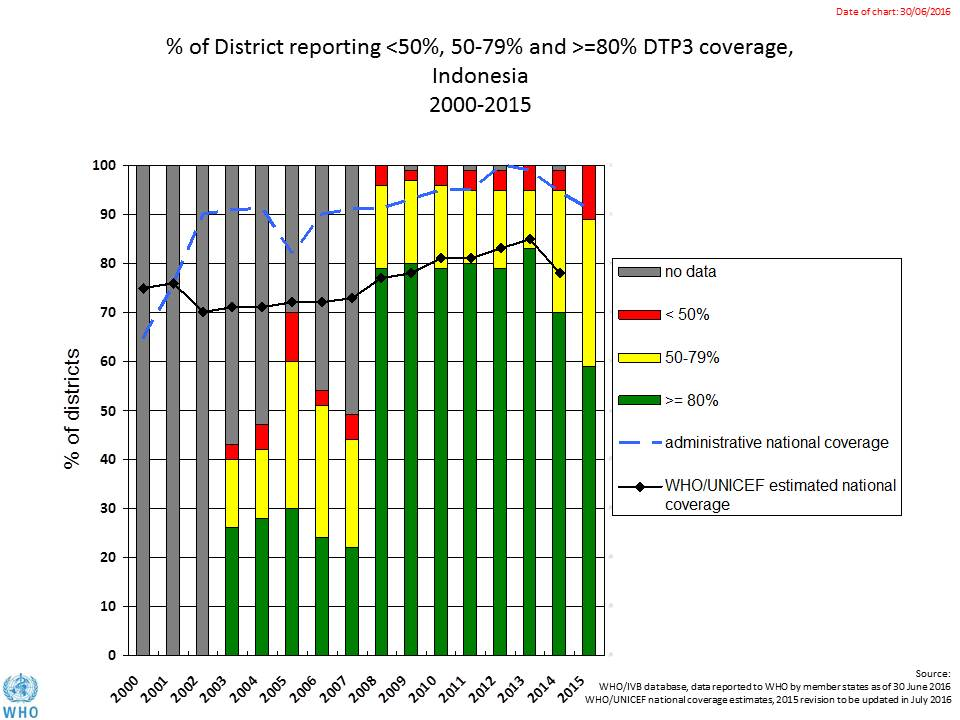 Date of chart: 30/06/2016
% of District reporting <50%, 50-79% and >=80% DTP3 coverage,
Indonesia
2000-2015
100
90
80
70
60
50
40
30
20
10
0
% of districts
2000
2001
2002
2003
2004
2005
2006
2007
2008
2009
2010
2011
2012
2013
2014
2015
no data
< 50%
50-79%
>= 80%
administrative national coverage
WHO/UNICEF estimated national
coverage
WHO
Source:
WHO/IVB database, data reported to WHO by member states as of 30 June 2016
WHO/UNICEF national coverage estimates, 2015 revision to be updated in July 2016